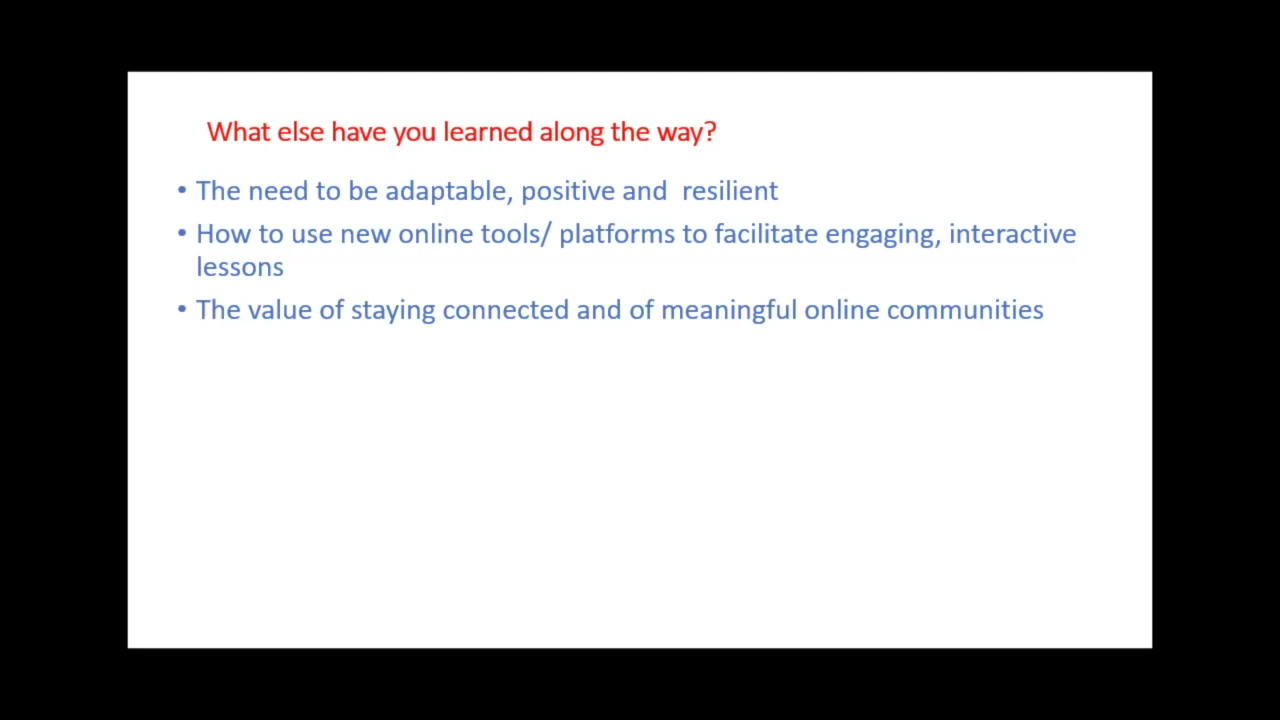 What else have you learned along the way?
• The need to be adaptable, positive and  resilient
• How to use new online tools/ platforms to facilitate engaging, interactive
lessons
• The value of staying connected and of meaningful online communities